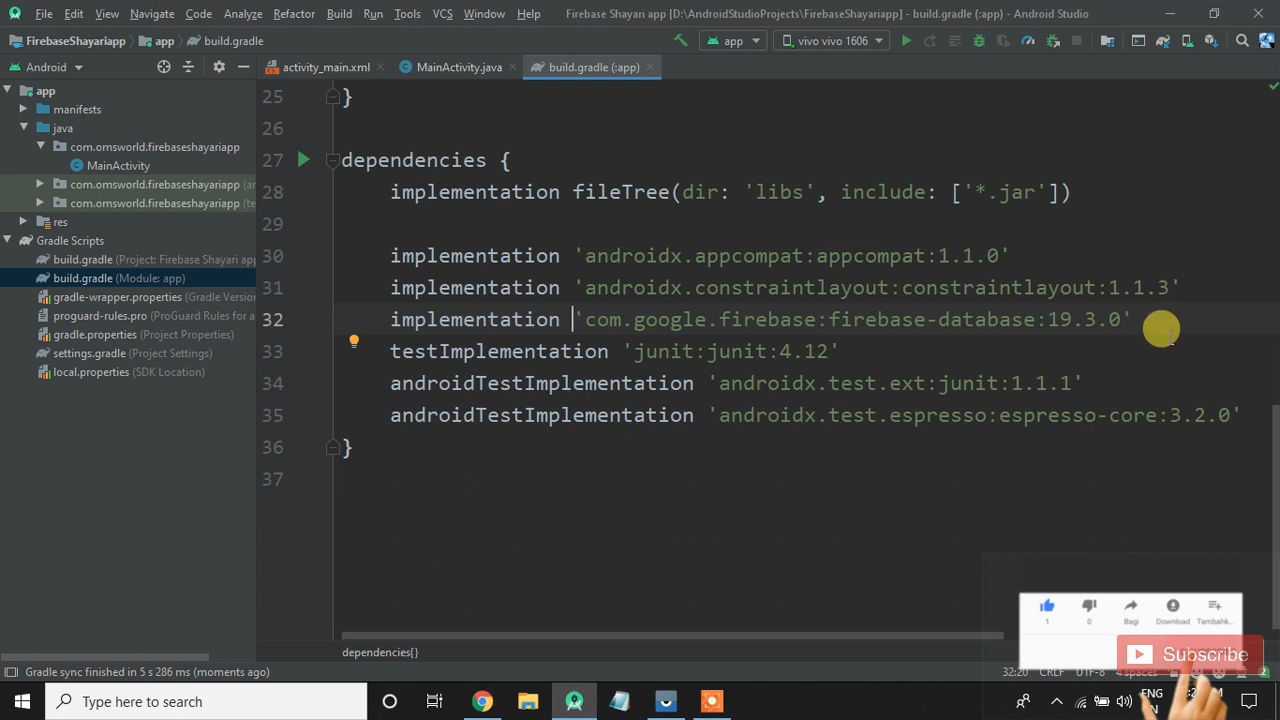 File Edit View Navigate Code Analyze Refactor Build Run Tools VCS Window Help Firebase Shayari app [D:\AndroidStudioProjects\FirebaseShayariapp] - build.gradle (:app) - Android Studio
FirebaseShayariapp app build.gradle app vivo vivo 1606
Android activity_main.xml MainActivity.java build.gradle (:app)
app
manifests
java
com.omsworld.firebaseshayariapp
MainActivity
com.omsworld.firebaseshayariapp (ar
com.omsworld.firebaseshayariapp (te
res
Gradle Scripts
build.gradle (Project: Firebase Shayari app
build.gradle (Module: app)
gradle-wrapper.properties (Gradle Version
proguard-rules.pro (ProGuard Rules for
gradle.properties (Project Properties)
settings.gradle (Project Settings)
local.properties (SDK Location)
25 }
26
27 dependencies {
28 implementation fileTree(dir: 'libs', include: ['*.jar'])
29
30 implementation 'androidx.appcompat:appcompat:1.1.0'
31 implementation 'androidx.constraintlayout:constraintlayout:1.1.3'
32 implementation 'com.google.firebase:firebase-database:19.3.0'
33 testImplementation 'junit:junit:4.12'
34 androidTestImplementation 'androidx.test.ext:junit:1.1.1'
35 androidTestImplementation 'androidx.test.espresso:espresso-core:3.2.0'
36 }
37
dependencies{}
1 0 Bagi Download Tambahk...
Subscribe
Gradle sync finished in 5 s 286 ms (moments ago) 32:20 CRLF UTF-8 4 spaces
Type here to search ENG